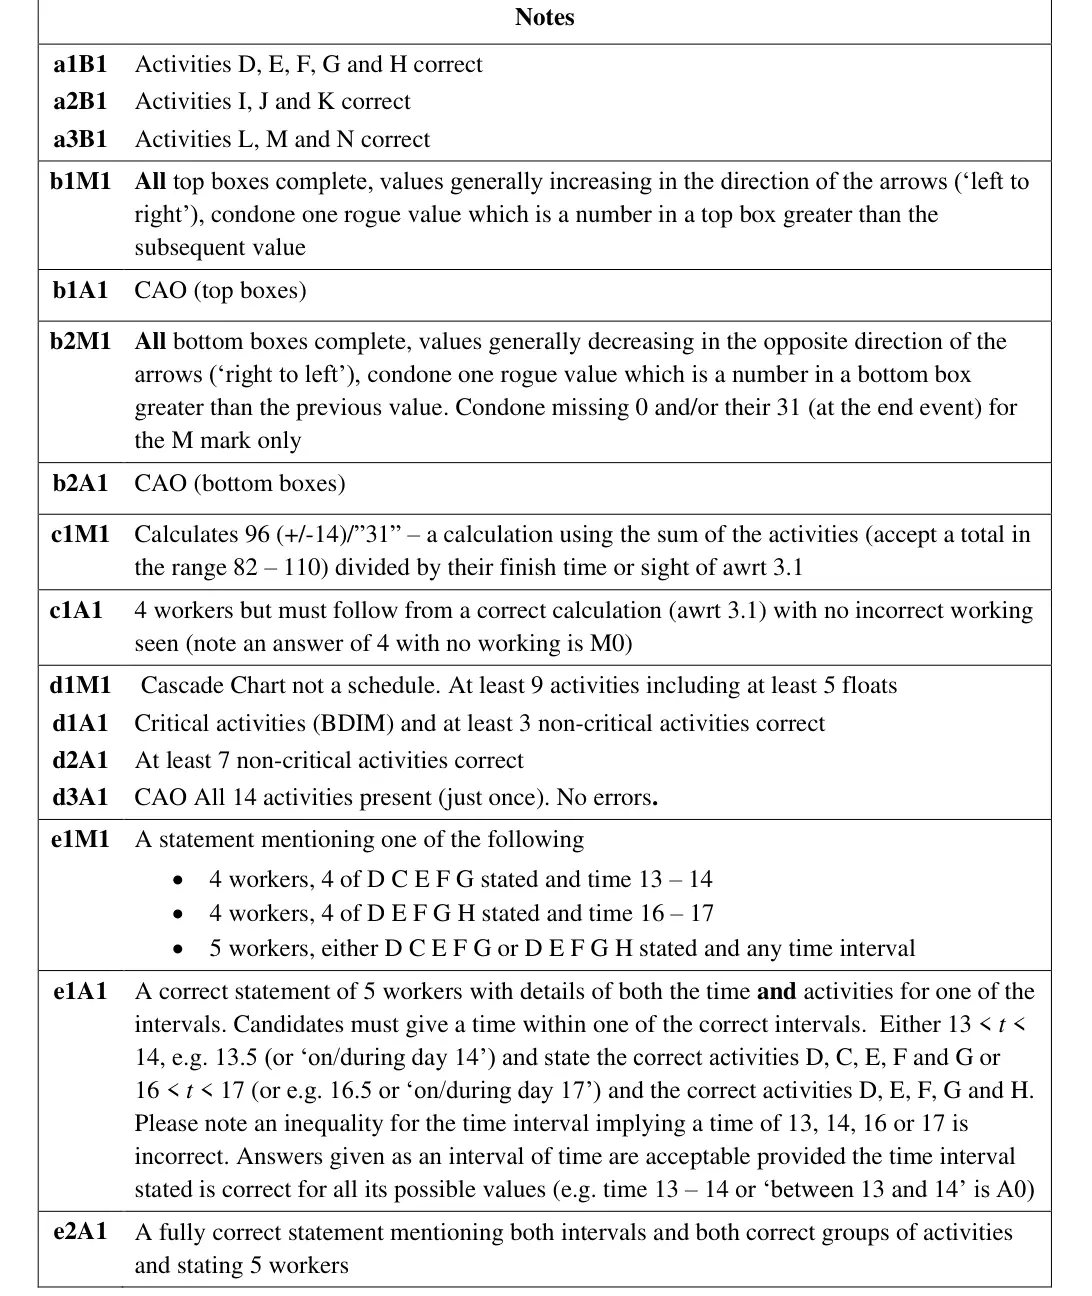 Notes
a1B1 Activities D, E, F, G and H correct
a2B1 Activities I, J and K correct
a3B1 Activities L, M and N correct
b1M1 All top boxes complete, values generally increasing in the direction of the arrows (‘left to
right’), condone one rogue value which is a number in a top box greater than the
subsequent value
b1A1 CAO (top boxes)
b2M1 All bottom boxes complete, values generally decreasing in the opposite direction of the
arrows (‘right to left’), condone one rogue value which is a number in a bottom box
greater than the previous value. Condone missing 0 and/or their 31 (at the end event) for
the M mark only
b2A1 CAO (bottom boxes)
c1M1 Calculates 96 (+/-14)/”31” – a calculation using the sum of the activities (accept a total in
the range 82 – 110) divided by their finish time or sight of awrt 3.1
c1A1 4 workers but must follow from a correct calculation (awrt 3.1) with no incorrect working
seen (note an answer of 4 with no working is M0)
d1M1 Cascade Chart not a schedule. At least 9 activities including at least 5 floats
d1A1 Critical activities (BDIM) and at least 3 non-critical activities correct
d2A1 At least 7 non-critical activities correct
d3A1 CAO All 14 activities present (just once). No errors.
e1M1 A statement mentioning one of the following
• 4 workers, 4 of D C E F G stated and time 13 – 14
• 4 workers, 4 of D E F G H stated and time 16 – 17
• 5 workers, either D C E F G or D E F G H stated and any time interval
e1A1 A correct statement of 5 workers with details of both the time and activities for one of the
intervals. Candidates must give a time within one of the correct intervals. Either 13 < t <
14, e.g. 13.5 (or ‘on/during day 14’) and state the correct activities D, C, E, F and G or
16 < t < 17 (or e.g. 16.5 or ‘on/during day 17’) and the correct activities D, E, F, G and H.
Please note an inequality for the time interval implying a time of 13, 14, 16 or 17 is
incorrect. Answers given as an interval of time are acceptable provided the time interval
stated is correct for all its possible values (e.g. time 13 – 14 or ‘between 13 and 14’ is A0)
e2A1 A fully correct statement mentioning both intervals and both correct groups of activities
and stating 5 workers